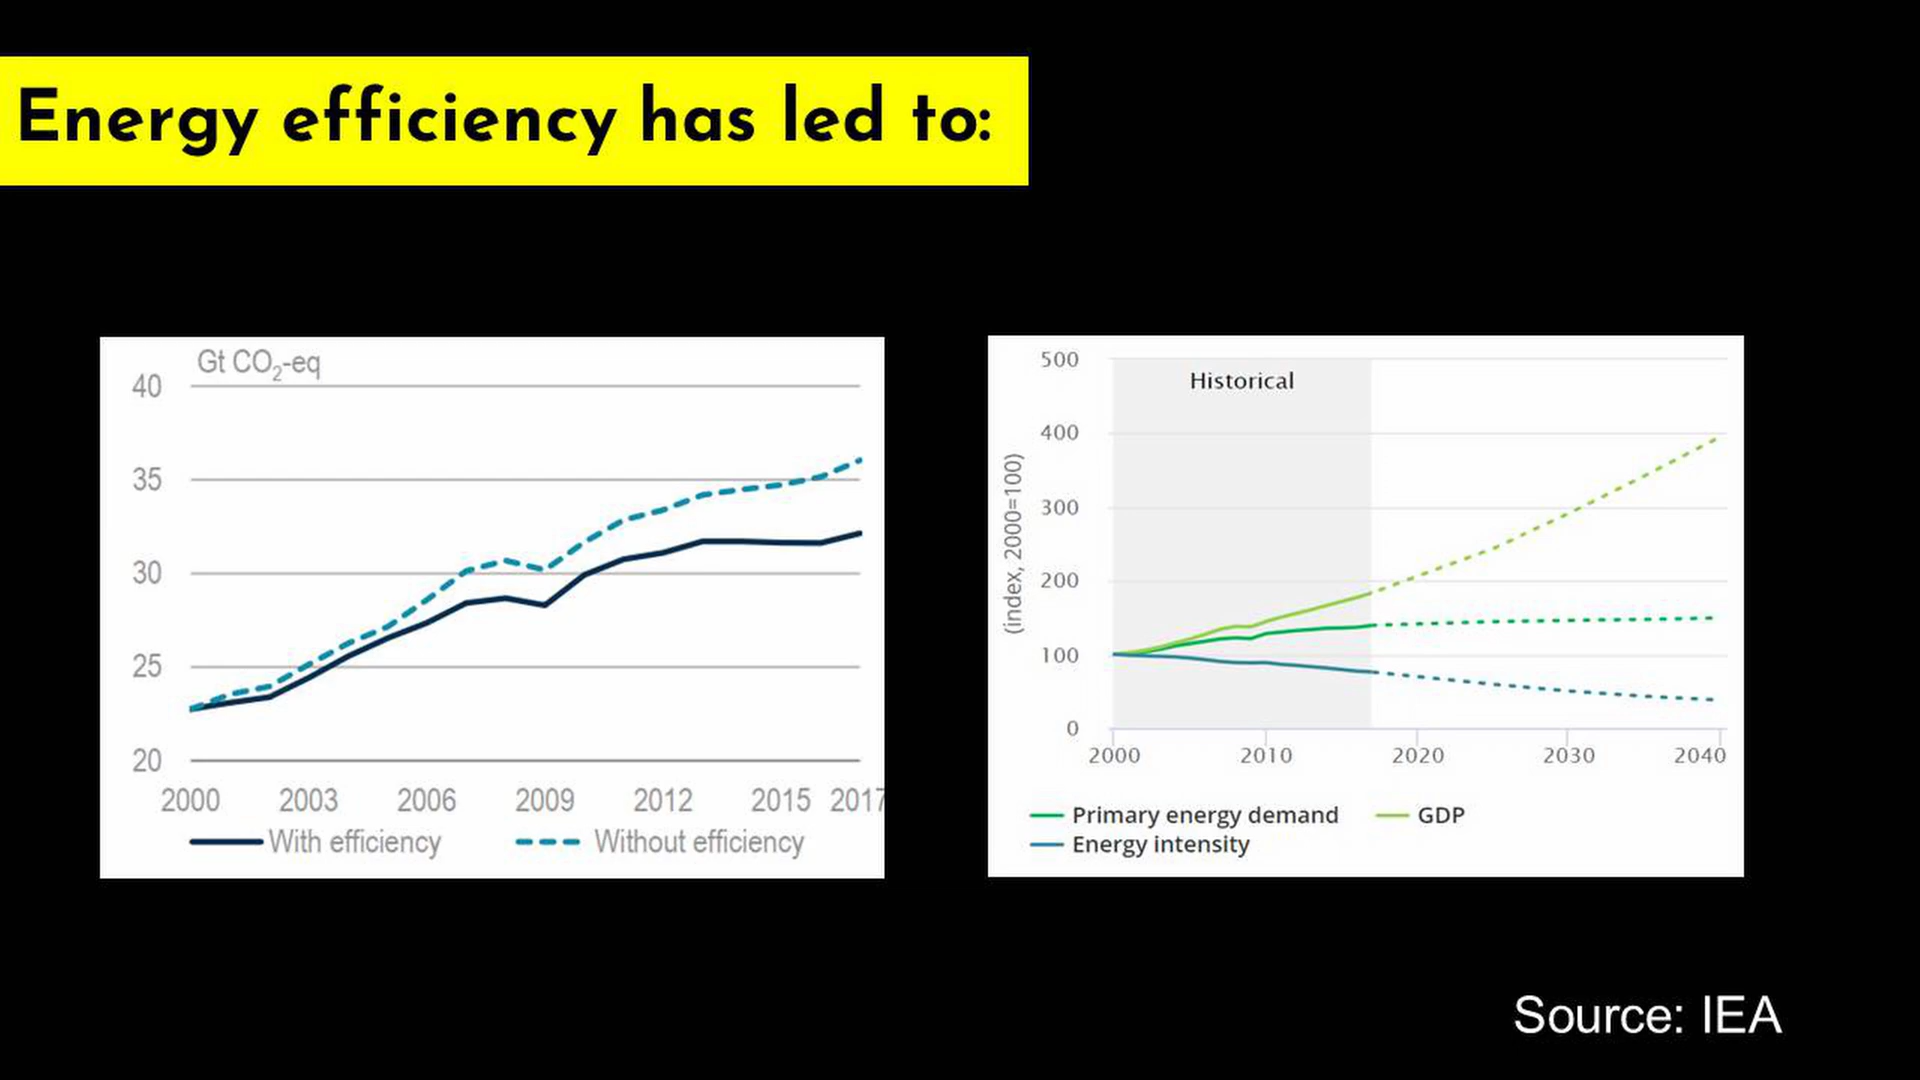 Energy efficiency has led to:
Gt CO₂-eq
40
35
30
25
20
2000 2003 2006 2009 2012 2015 2017
With efficiency Without efficiency
500
400
300
200
100
0
(index, 2000=100)
Historical
2000 2010 2020 2030 2040
Primary energy demand GDP
Energy intensity
Source: IEA